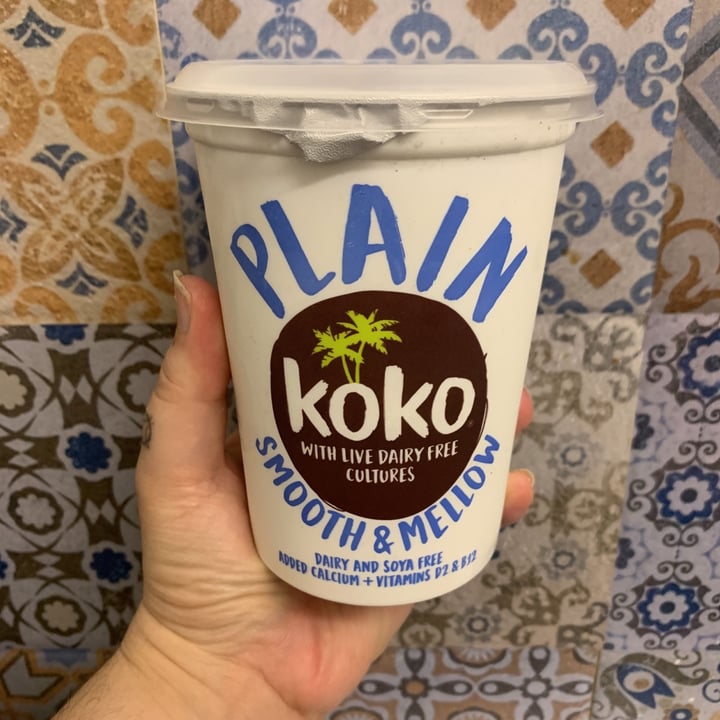 PLAIN
koko
WITH LIVE DAIRY FREE
CULTURES
SMOOTH & MELLOW
DAIRY AND SOYA FREE
ADDED CALCIUM + VITAMINS D2 & B12